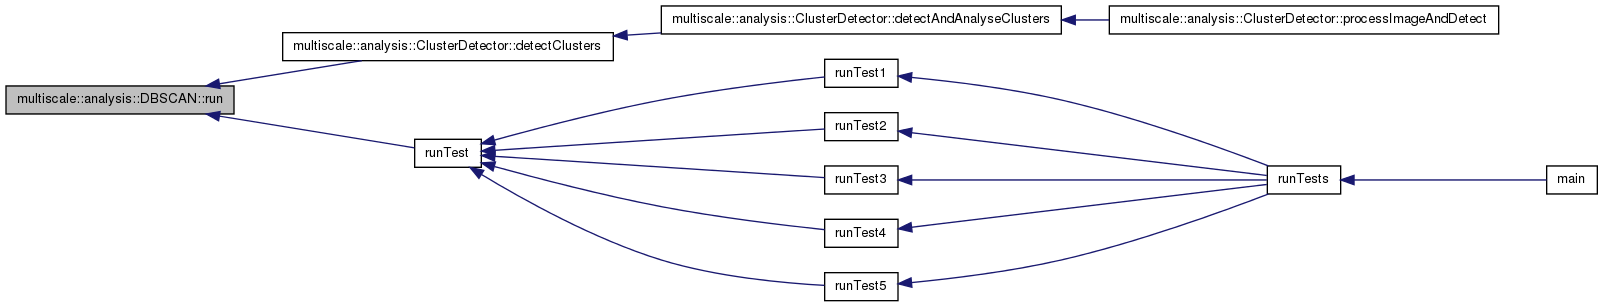 multiscale::analysis::ClusterDetector::detectAndAnalyseClusters
multiscale::analysis::ClusterDetector::processImageAndDetect
multiscale::analysis::ClusterDetector::detectClusters
multiscale::analysis::DBSCAN::run
runTest
runTest1
runTest2
runTest3
runTest4
runTest5
runTests
main